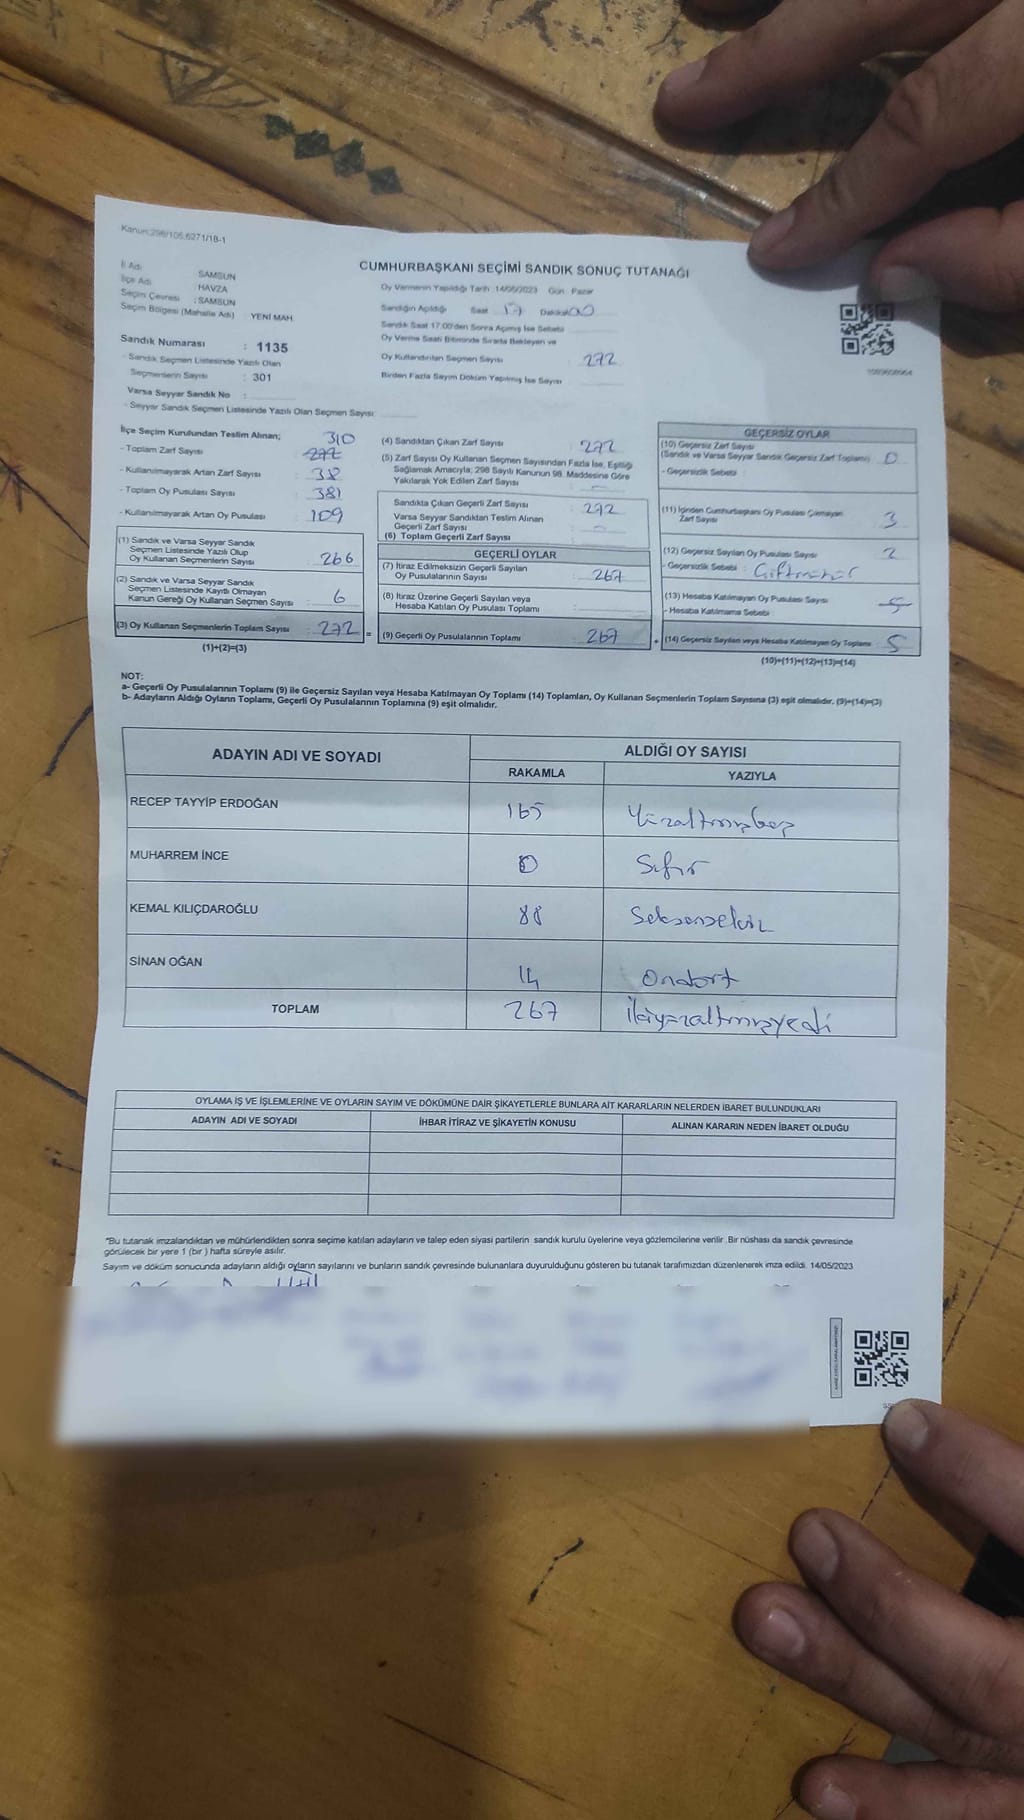 Kanun:298/105,6271/18-1
CUMHURBAŞKANI SEÇİMİ SANDIK SONUÇ TUTANAĞI
İl Adı : SAMSUN
İlçe Adı : HAVZA
Seçim Çevresi : SAMSUN
Seçim Bölgesi (Mahalle Adı) YENİ MAH.
Sandık Numarası : 1135
- Sandık Seçmen Listesinde Yazılı Olan
Seçmenlerin Sayısı : 301
Varsa Seyyar Sandık No :
- Seyyar Sandık Seçmen Listesinde Yazılı Olan Seçmen Sayısı:
Oy Vermenin Yapıldığı Tarih :14/05/2023 Gün : Pazar
Sandığın Açıldığı Saat 17 Dakika 00
Sandık Saat 17:00'den Sonra Açılmış İse Sebebi
Oy Verme Saati Bitiminde Sırada Bekleyen ve
Oy Kullandırılan Seçmen Sayısı : 272
Birden Fazla Sayım Döküm Yapılmış İse Sayısı
İlçe Seçim Kurulundan Teslim Alınan; 310
- Toplam Zarf Sayısı : 272
- Kullanılmayarak Artan Zarf Sayısı : 38
- Toplam Oy Pusulası Sayısı : 381
- Kullanılmayarak Artan Oy Pusulası : 109
(1) Sandık ve Varsa Seyyar Sandık
Seçmen Listesinde Yazılı Olup
Oy Kullanan Seçmenlerin Sayısı : 266
(2) Sandık ve Varsa Seyyar Sandık
Seçmen Listesinde Kayıtlı Olmayan
Kanun Gereği Oy Kullanan Seçmen Sayısı : 6
(3) Oy Kullanan Seçmenlerin Toplam Sayısı : 272 =
(1)+(2)=(3)
(4) Sandıktan Çıkan Zarf Sayısı : 272
(5) Zarf Sayısı Oy Kullanan Seçmen Sayısından Fazla İse, Eşitliği
Sağlamak Amacıyla; 298 Sayılı Kanunun 98. Maddesine Göre
Yakılarak Yok Edilen Zarf Sayısı : –
Sandıkta Çıkan Geçerli Zarf Sayısı : 272
Varsa Seyyar Sandıktan Teslim Alınan
Geçerli Zarf Sayısı : –
(6) Toplam Geçerli Zarf Sayısı :
GEÇERLİ OYLAR
(7) İtiraz Edilmeksizin Geçerli Sayılan
Oy Pusulalarının Sayısı : 267
(8) İtiraz Üzerine Geçerli Sayılan veya
Hesaba Katılan Oy Pusulası Toplamı :
(9) Geçerli Oy Pusulalarının Toplamı : 267 +
GEÇERSİZ OYLAR
(10) Geçersiz Zarf Sayısı
(Sandık ve Varsa Seyyar Sandık Geçersiz Zarf Toplamı) : 0
- Geçersizlik Sebebi :
(11) İçinden Cumhurbaşkanı Oy Pusulası Çıkmayan
Zarf Sayısı : 3
(12) Geçersiz Sayılan Oy Pusulası Sayısı : 2
- Geçersizlik Sebebi :
(13) Hesaba Katılmayan Oy Pusulası Sayısı : 5
- Hesaba Katılmama Sebebi :
(14) Geçersiz Sayılan veya Hesaba Katılmayan Oy Toplamı : 5
(10)+(11)+(12)+(13)=(14)
NOT:
a- Geçerli Oy Pusulalarının Toplamı (9) ile Geçersiz Sayılan veya Hesaba Katılmayan Oy Toplamı (14) Toplamları, Oy Kullanan Seçmenlerin Toplam Sayısına (3) eşit olmalıdır. (9)+(14)=(3)
b- Adayların Aldığı Oyların Toplamı, Geçerli Oy Pusulalarının Toplamına (9) eşit olmalıdır.
ADAYIN ADI VE SOYADI ALDIĞI OY SAYISI
RAKAMLA YAZIYLA
RECEP TAYYİP ERDOĞAN 165 Yüzaltmışbeş
MUHARREM İNCE 0 Sıfır
KEMAL KILIÇDAROĞLU 88 Seksensekiz
SİNAN OĞAN 14 Ondört
TOPLAM 267 İkiyüzaltmışyedi
OYLAMA İŞ VE İŞLEMLERİNE VE OYLARIN SAYIM VE DÖKÜMÜNE DAİR ŞİKAYETLERLE BUNLARA AİT KARARLARIN NELERDEN İBARET BULUNDUKLARI
ADAYIN ADI VE SOYADI İHBAR İTİRAZ VE ŞİKAYETİN KONUSU ALINAN KARARIN NEDEN İBARET OLDUĞU
"Bu tutanak imzalandıktan ve mühürlendikten sonra seçime katılan adayların ve talep eden siyasi partilerin sandık kurulu üyelerine veya gözlemcilerine verilir .Bir nüshası da sandık çevresinde
görülecek bir yere 1 (bir ) hafta süreyle asılır.
Sayım ve döküm sonucunda adayların aldığı oyların sayılarını ve bunların sandık çevresinde bulunanlara duyurulduğunu gösteren bu tutanak tarafımızdan düzenlenerek imza edildi. 14/05/2023